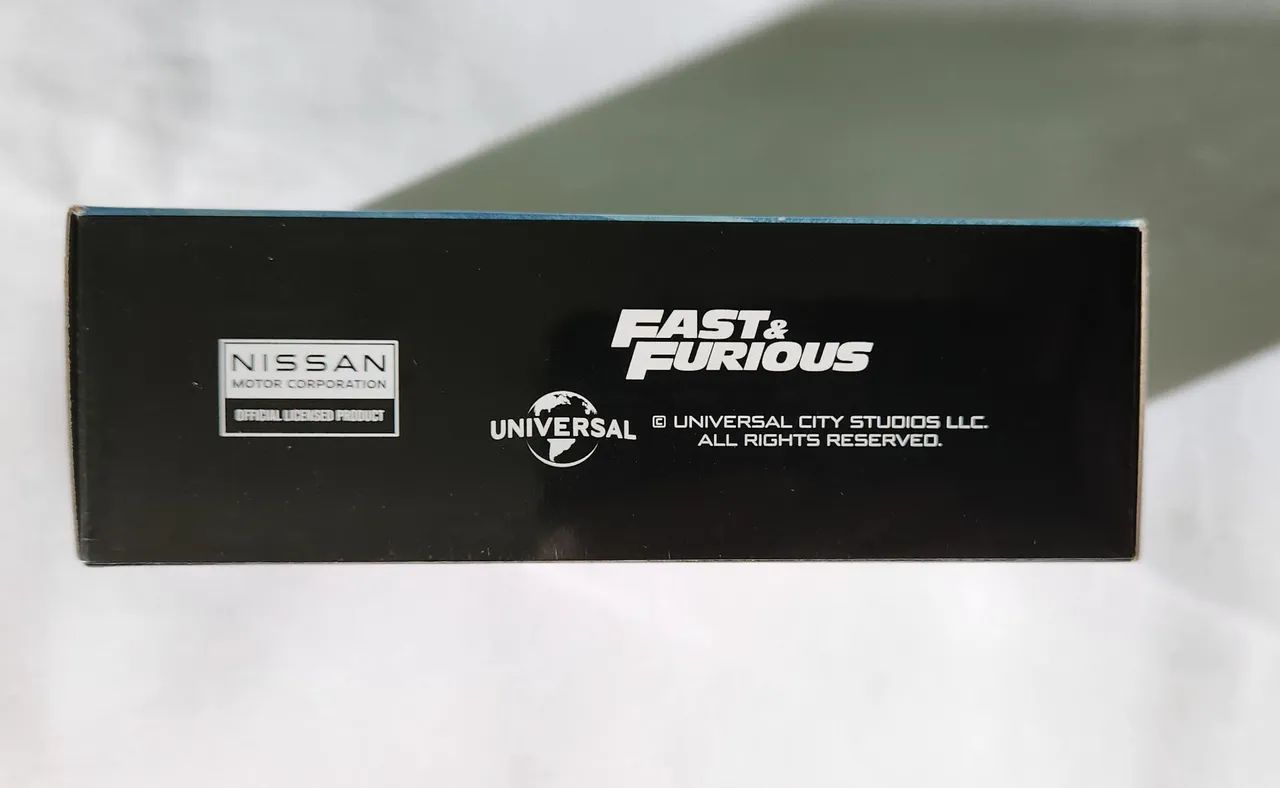 NISSAN
MOTOR CORPORATION
OFFICIAL LICENSED PRODUCT
FAST &
FURIOUS
UNIVERSAL
© UNIVERSAL CITY STUDIOS LLC.
ALL RIGHTS RESERVED.